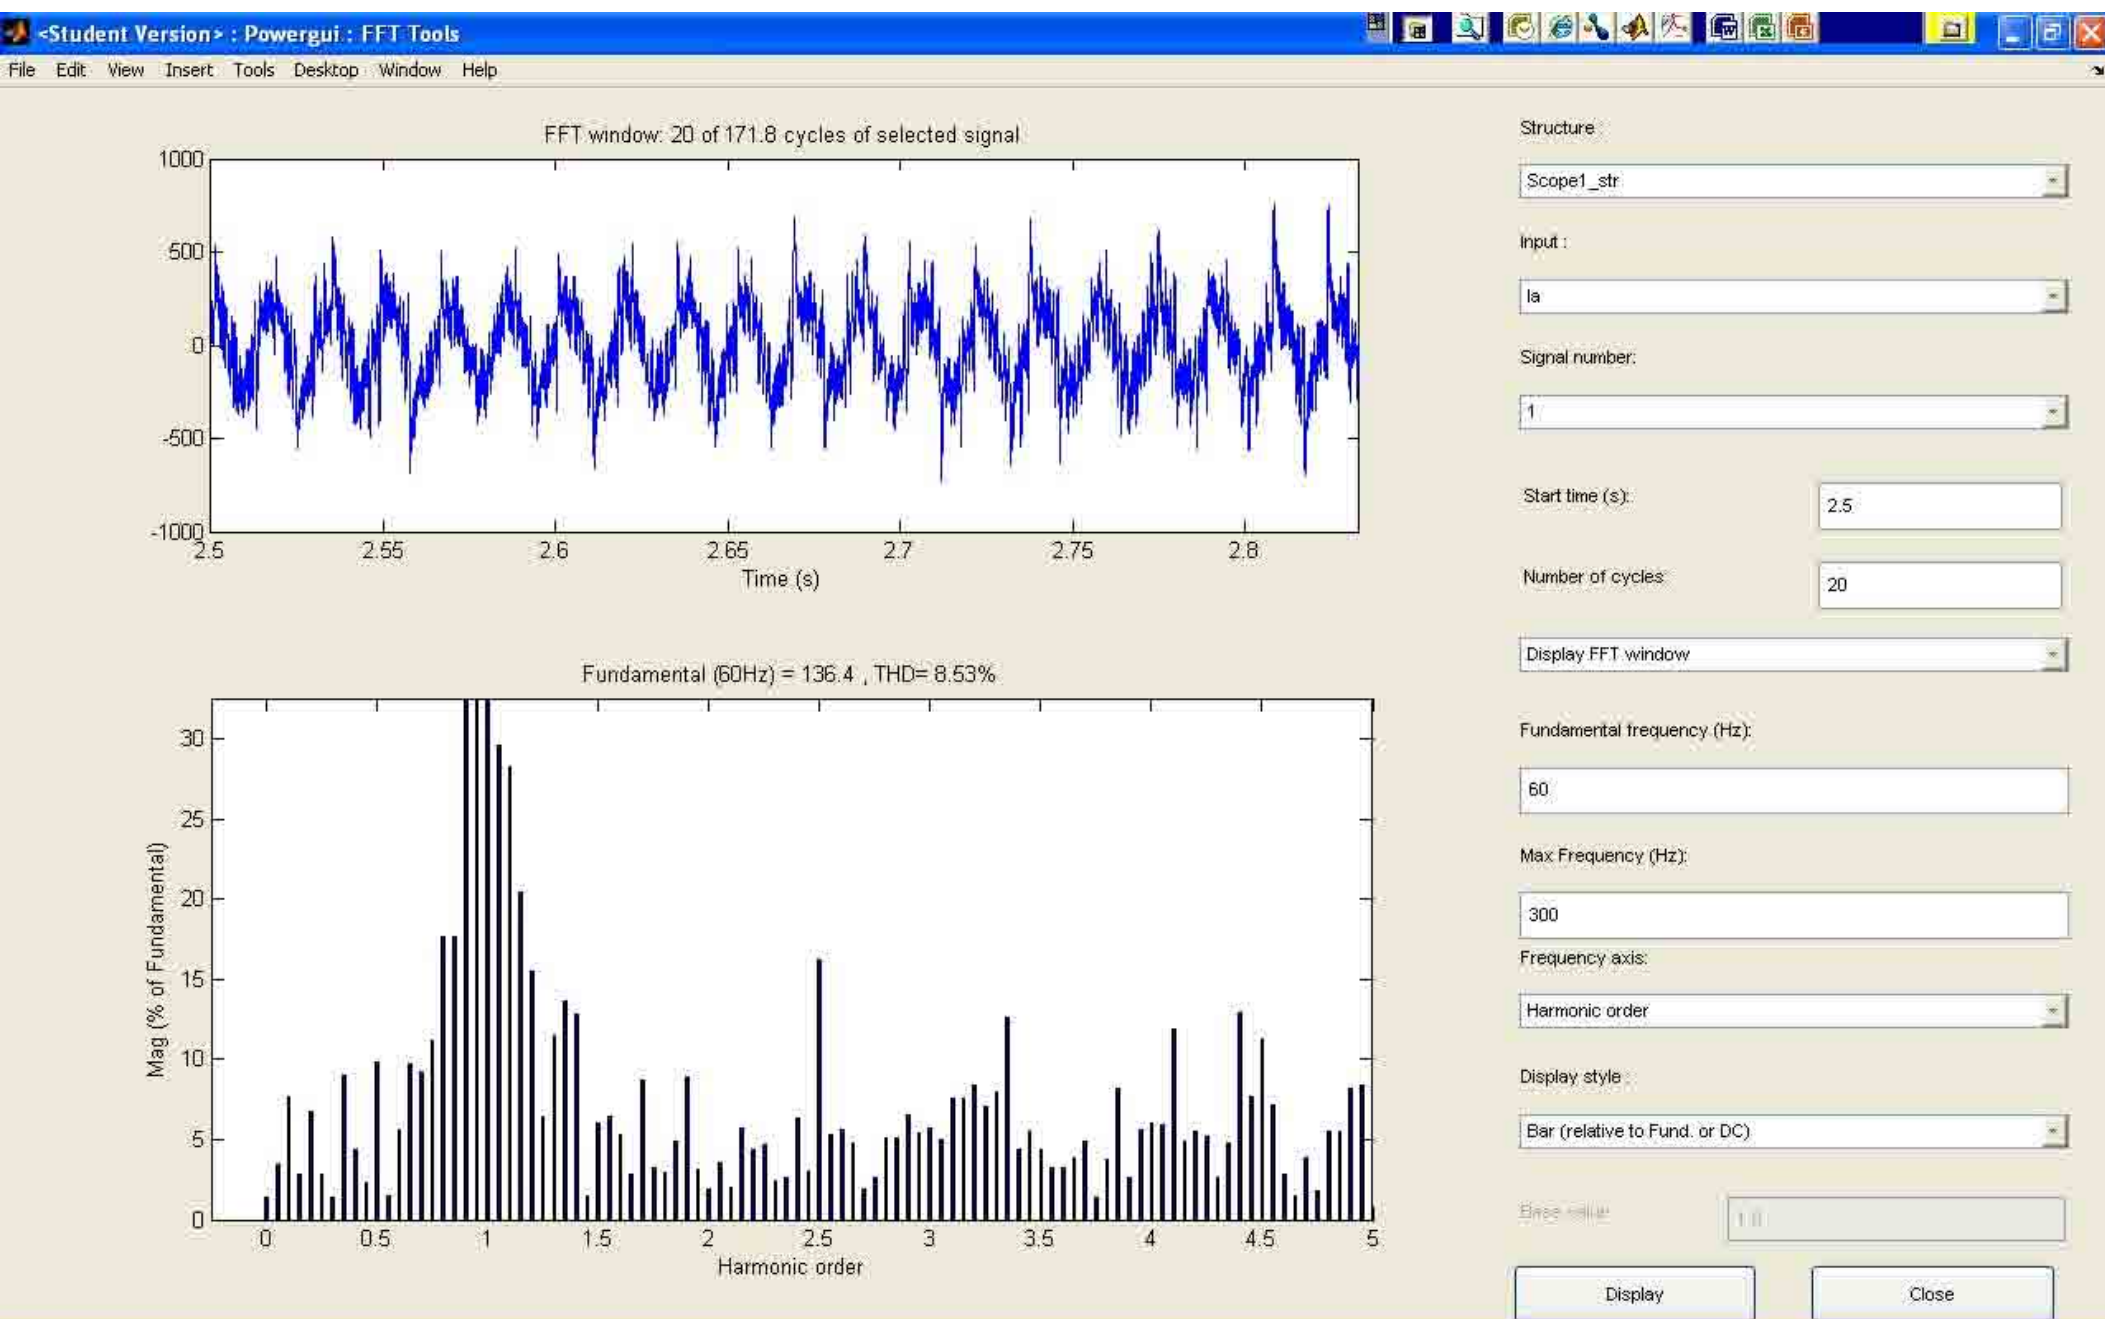 <Student Version> : Powergui : FFT Tools
File Edit View Insert Tools Desktop Window Help
FFT window: 20 of 171.8 cycles of selected signal
1000
500
0
-500
-1000
2.5 2.55 2.6 2.65 2.7 2.75 2.8
Time (s)
Fundamental (60Hz) = 136.4 , THD= 8.53%
Mag (% of Fundamental)
30
25
20
15
10
5
0
0 0.5 1 1.5 2 2.5 3 3.5 4 4.5 5
Harmonic order
Structure :
Scope1_str
Input :
Ia
Signal number:
1
Start time (s):
2.5
Number of cycles:
20
Display FFT window
Fundamental frequency (Hz):
60
Max Frequency (Hz):
300
Frequency axis:
Harmonic order
Display style :
Bar (relative to Fund. or DC)
Base value:
1.0
Display Close